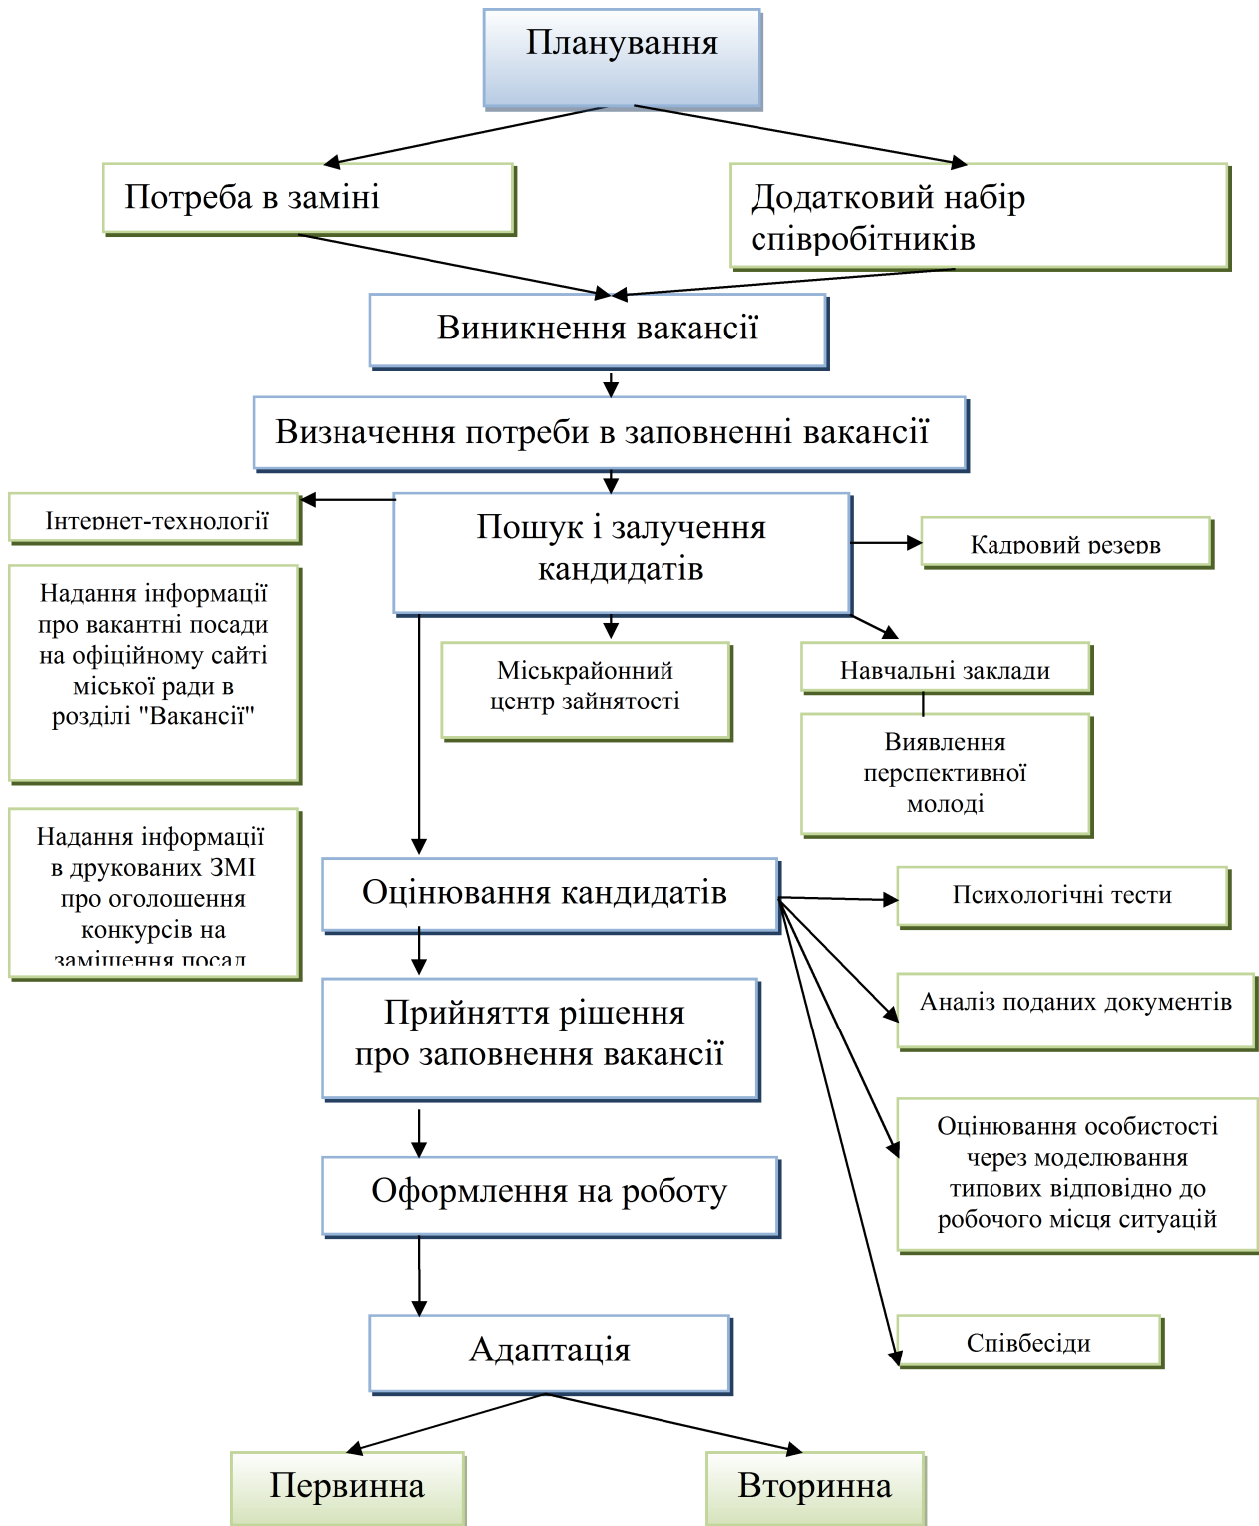 Планування
Потреба в заміні
Додатковий набір
співробітників
Виникнення вакансії
Визначення потреби в заповненні вакансії
Інтернет-технології
Пошук і залучення
кандидатів
Кадровий резерв
Надання інформації
про вакантні посади
на офіційному сайті
міської ради в
розділі "Вакансії"
Міськрайонний
центр зайнятості
Навчальні заклади
Виявлення
перспективної
молоді
Надання інформації
в друкованих ЗМІ
про оголошення
конкурсів на
заміщення посад
Оцінювання кандидатів
Психологічні тести
Аналіз поданих документів
Прийняття рішення
про заповнення вакансії
Оцінювання особистості
через моделювання
типових відповідно до
робочого місця ситуацій
Оформлення на роботу
Співбесіди
Адаптація
Первинна
Вторинна